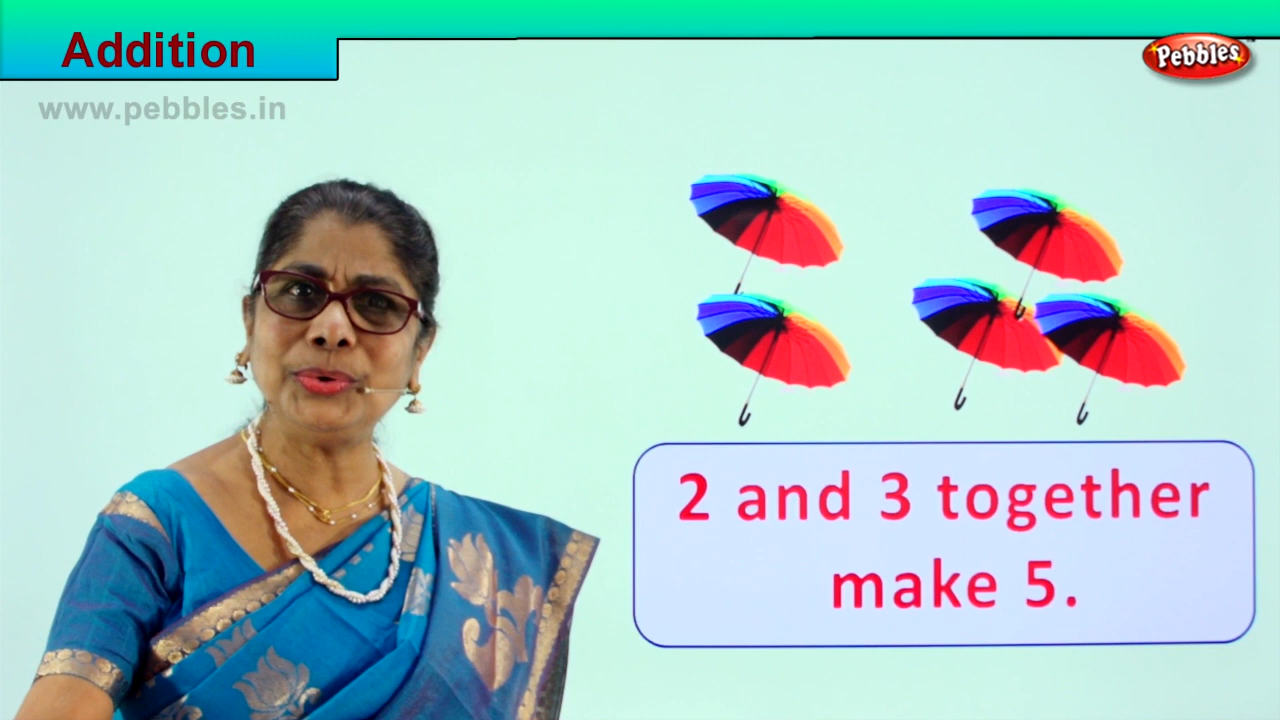 Addition
Pebbles
www.pebbles.in
2 and 3 together
make 5.